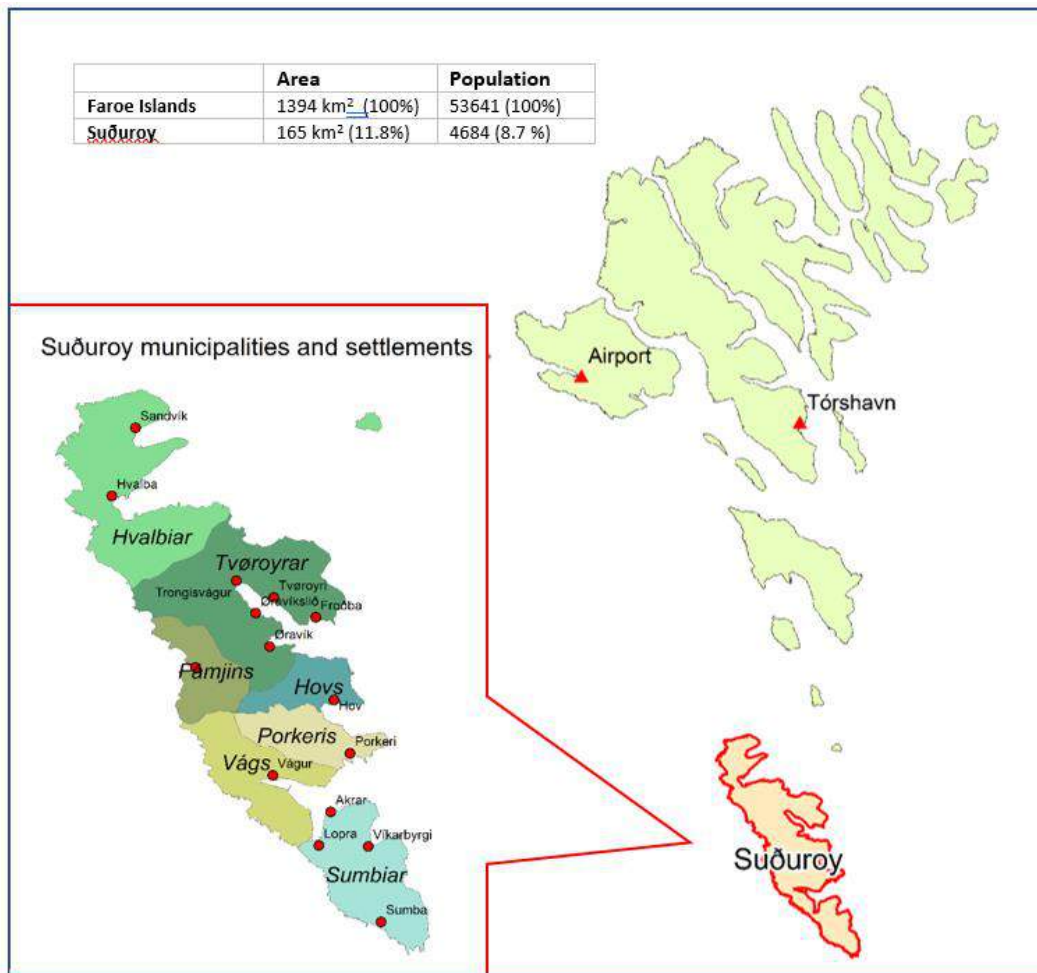 Area Population
Faroe Islands 1394 km² (100%) 53641 (100%)
Suðuroy 165 km² (11.8%) 4684 (8.7 %)
Airport
Tórshavn
Suðuroy
Suðuroy municipalities and settlements
Sandvík
Hvalba
Hvalbiar
Tvøroyrar
Tvøroyri
Trongisvágur
Øravíkslíð
Froðba
Øravík
Famjins
Hovs
Hov
Porkeris
Porkeri
Vágs
Vágur
Akrar
Lopra
Víkarbyrgi
Sumbiar
Sumba